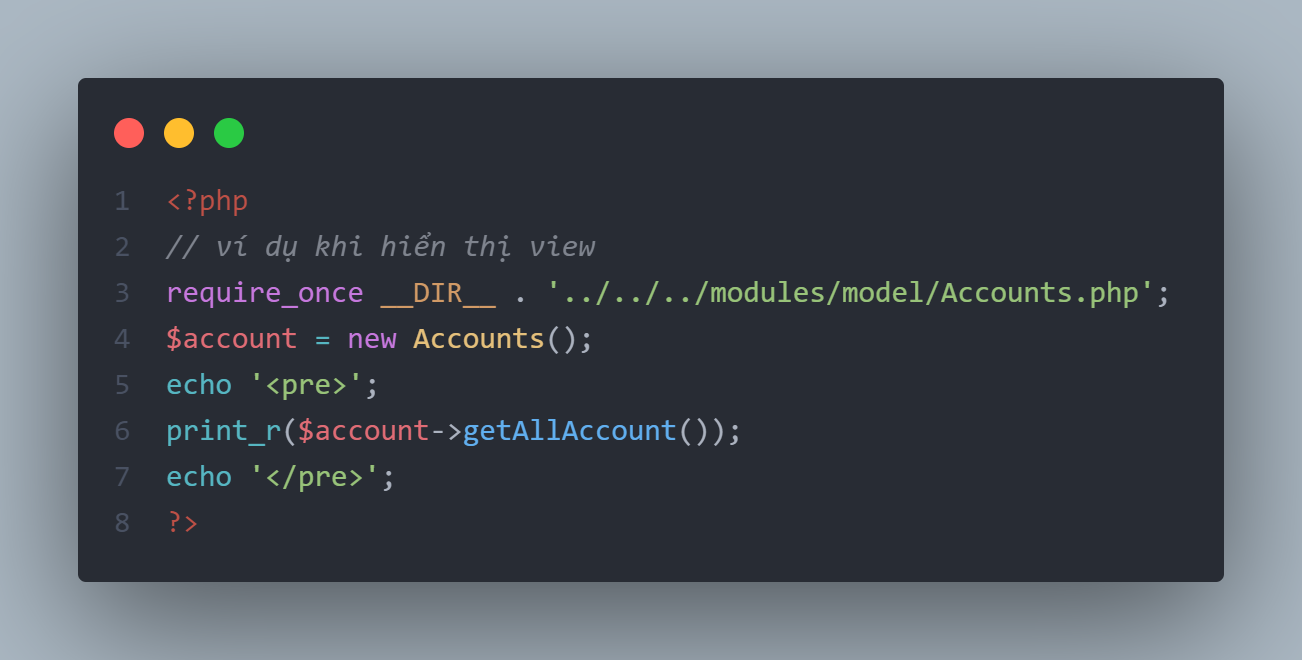 1 <?php
2 // ví dụ khi hiển thị view
3 require_once __DIR__ . '../../../modules/model/Accounts.php';
4 $account = new Accounts();
5 echo '<pre>';
6 print_r($account->getAllAccount());
7 echo '</pre>';
8 ?>